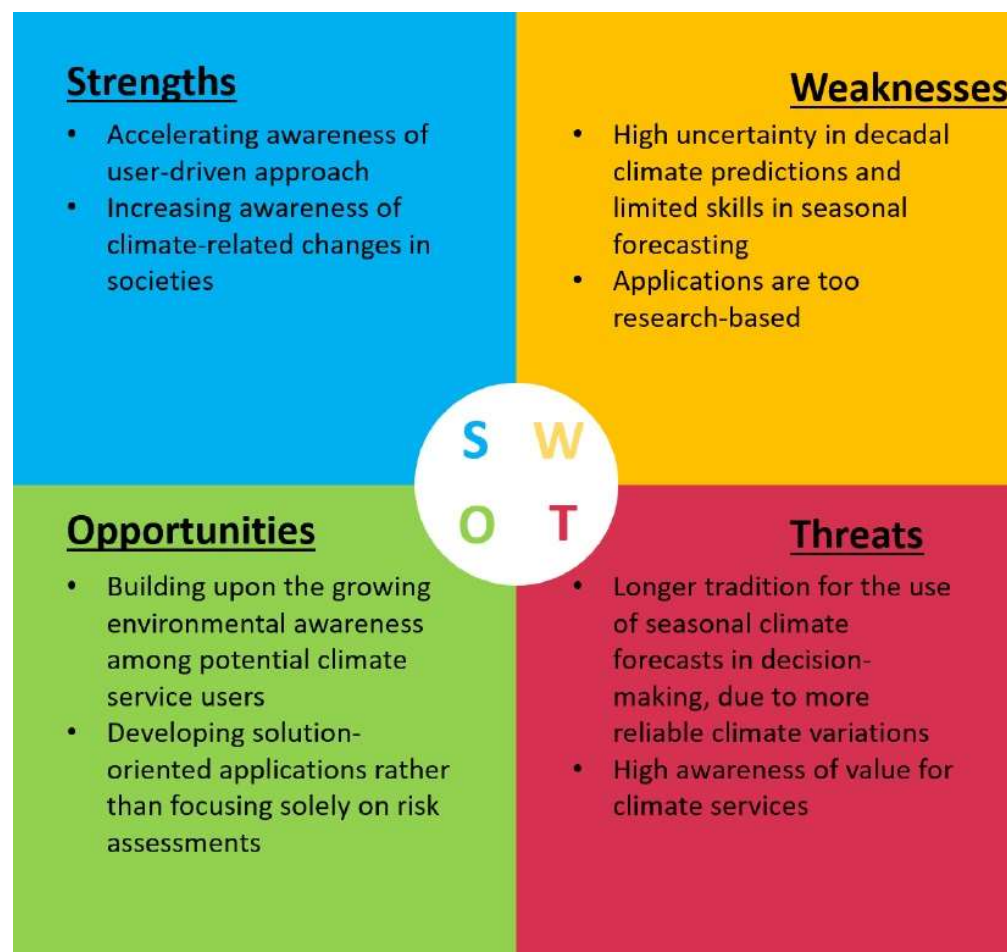 Strengths
• Accelerating awareness of
user-driven approach
• Increasing awareness of
climate-related changes in
societies
Weaknesses
• High uncertainty in decadal
climate predictions and
limited skills in seasonal
forecasting
• Applications are too
research-based
S W
O T
Opportunities
• Building upon the growing
environmental awareness
among potential climate
service users
• Developing solution-
oriented applications rather
than focusing solely on risk
assessments
Threats
• Longer tradition for the use
of seasonal climate
forecasts in decision-
making, due to more
reliable climate variations
• High awareness of value for
climate services